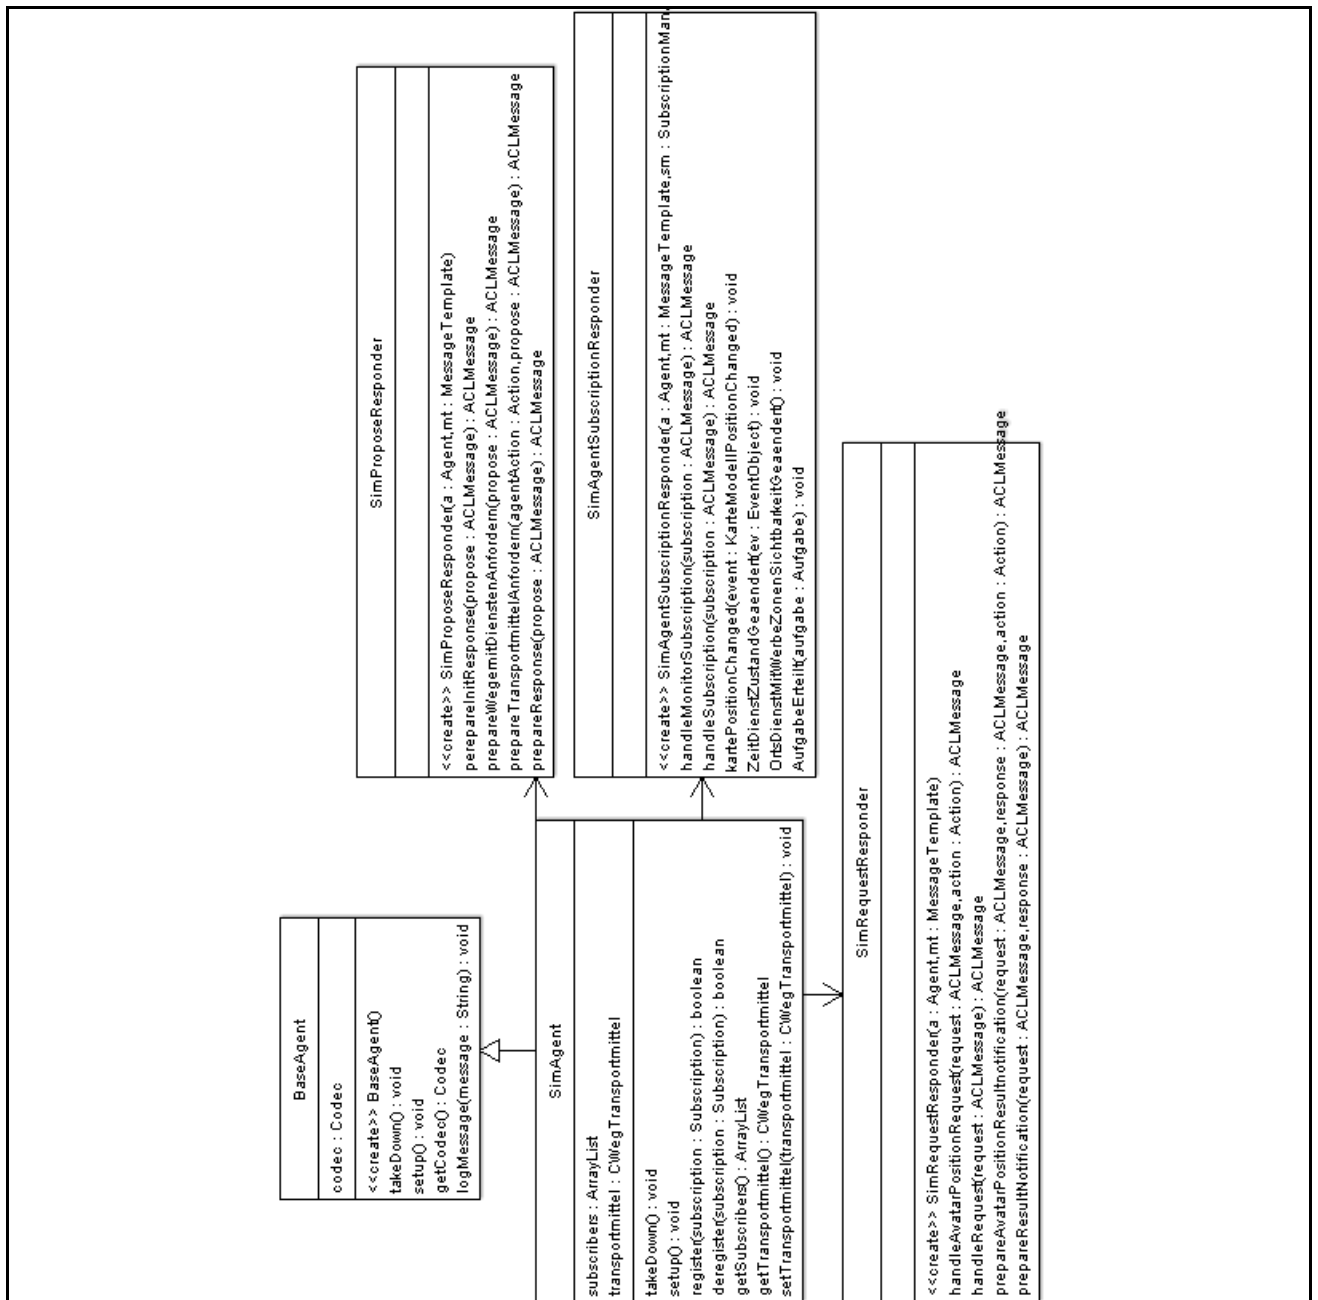 BaseAgent
codec : Codec
<<create>> BaseAgent()
takeDown() : void
setup() : void
getCodec() : Codec
logMessage(message : String) : void
SimProposeResponder
<<create>> SimProposeResponder(a : Agent,mt : MessageTemplate)
perepareInitResponse(propose : ACLMessage) : ACLMessage
prepareWegemitDienstenAnfordern(propose : ACLMessage) : ACLMessage
prepareTransportmittelAnfordern(agentAction : Action,propose : ACLMessage) : ACLMessage
prepareResponse(propose : ACLMessage) : ACLMessage
SimAgent
subscribers : ArrayList
transportmittel : CWegTransportmittel
takeDown() : void
setup() : void
register(subscription : Subscription) : boolean
deregister(subscription : Subscription) : boolean
getSubscribers() : ArrayList
getTransportmittel() : CWegTransportmittel
setTransportmittel(transportmittel : CWegTransportmittel) : void
SimAgentSubscriptionResponder
<<create>> SimAgentSubscriptionResponder(a : Agent,mt : MessageTemplate,sm : SubscriptionMan
handleMonitorSubscription(subscription : ACLMessage) : ACLMessage
handleSubscription(subscription : ACLMessage) : ACLMessage
kartePositionChanged(event : KarteModellPositionChanged) : void
ZeitDienstZustandGeaendert(ev : EventObject) : void
OrtsDienstMitWerbeZonenSichtbarkeitGeaendert() : void
AufgabeErteilt(aufgabe : Aufgabe) : void
SimRequestResponder
<<create>> SimRequestResponder(a : Agent,mt : MessageTemplate)
handleAvatarPositionRequest(request : ACLMessage,action : Action) : ACLMessage
handleRequest(request : ACLMessage) : ACLMessage
prepareAvatarPositionResultnotification(request : ACLMessage,response : ACLMessage,action : Action) : ACLMessage
prepareResultNotification(request : ACLMessage,response : ACLMessage) : ACLMessage